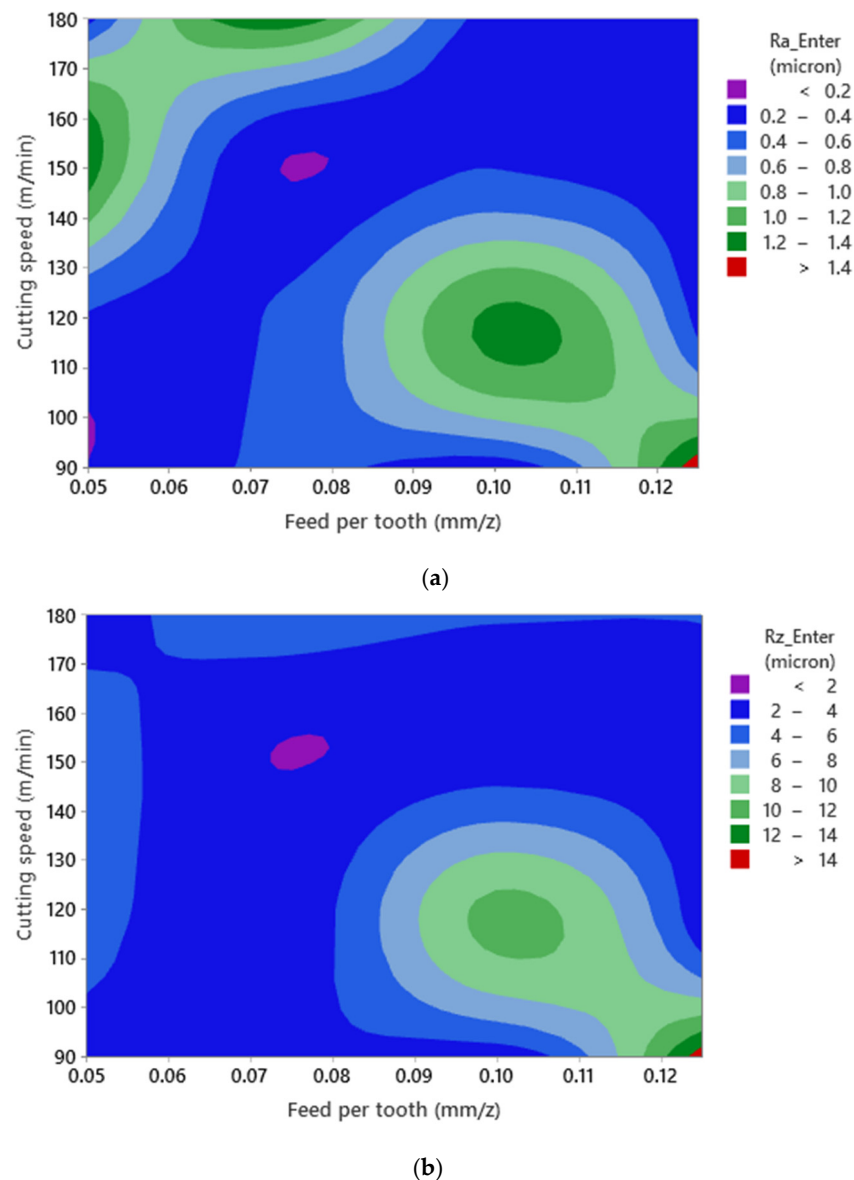 180
170
160
150
140
130
120
110
100
90
Cutting speed (m/min)
0.05 0.06 0.07 0.08 0.09 0.10 0.11 0.12
Feed per tooth (mm/z)
Ra_Enter
(micron)
< 0.2
0.2 – 0.4
0.4 – 0.6
0.6 – 0.8
0.8 – 1.0
1.0 – 1.2
1.2 – 1.4
> 1.4
(a)
180
170
160
150
140
130
120
110
100
90
Cutting speed (m/min)
0.05 0.06 0.07 0.08 0.09 0.10 0.11 0.12
Feed per tooth (mm/z)
Rz_Enter
(micron)
< 2
2 – 4
4 – 6
6 – 8
8 – 10
10 – 12
12 – 14
> 14
(b)